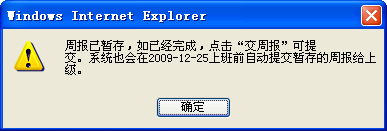 Windows Internet Explorer
周报已暂存，如已经完成，点击“交周报”可提
交。系统也会在2009-12-25上班前自动提交暂存的周报给上
级。
确定